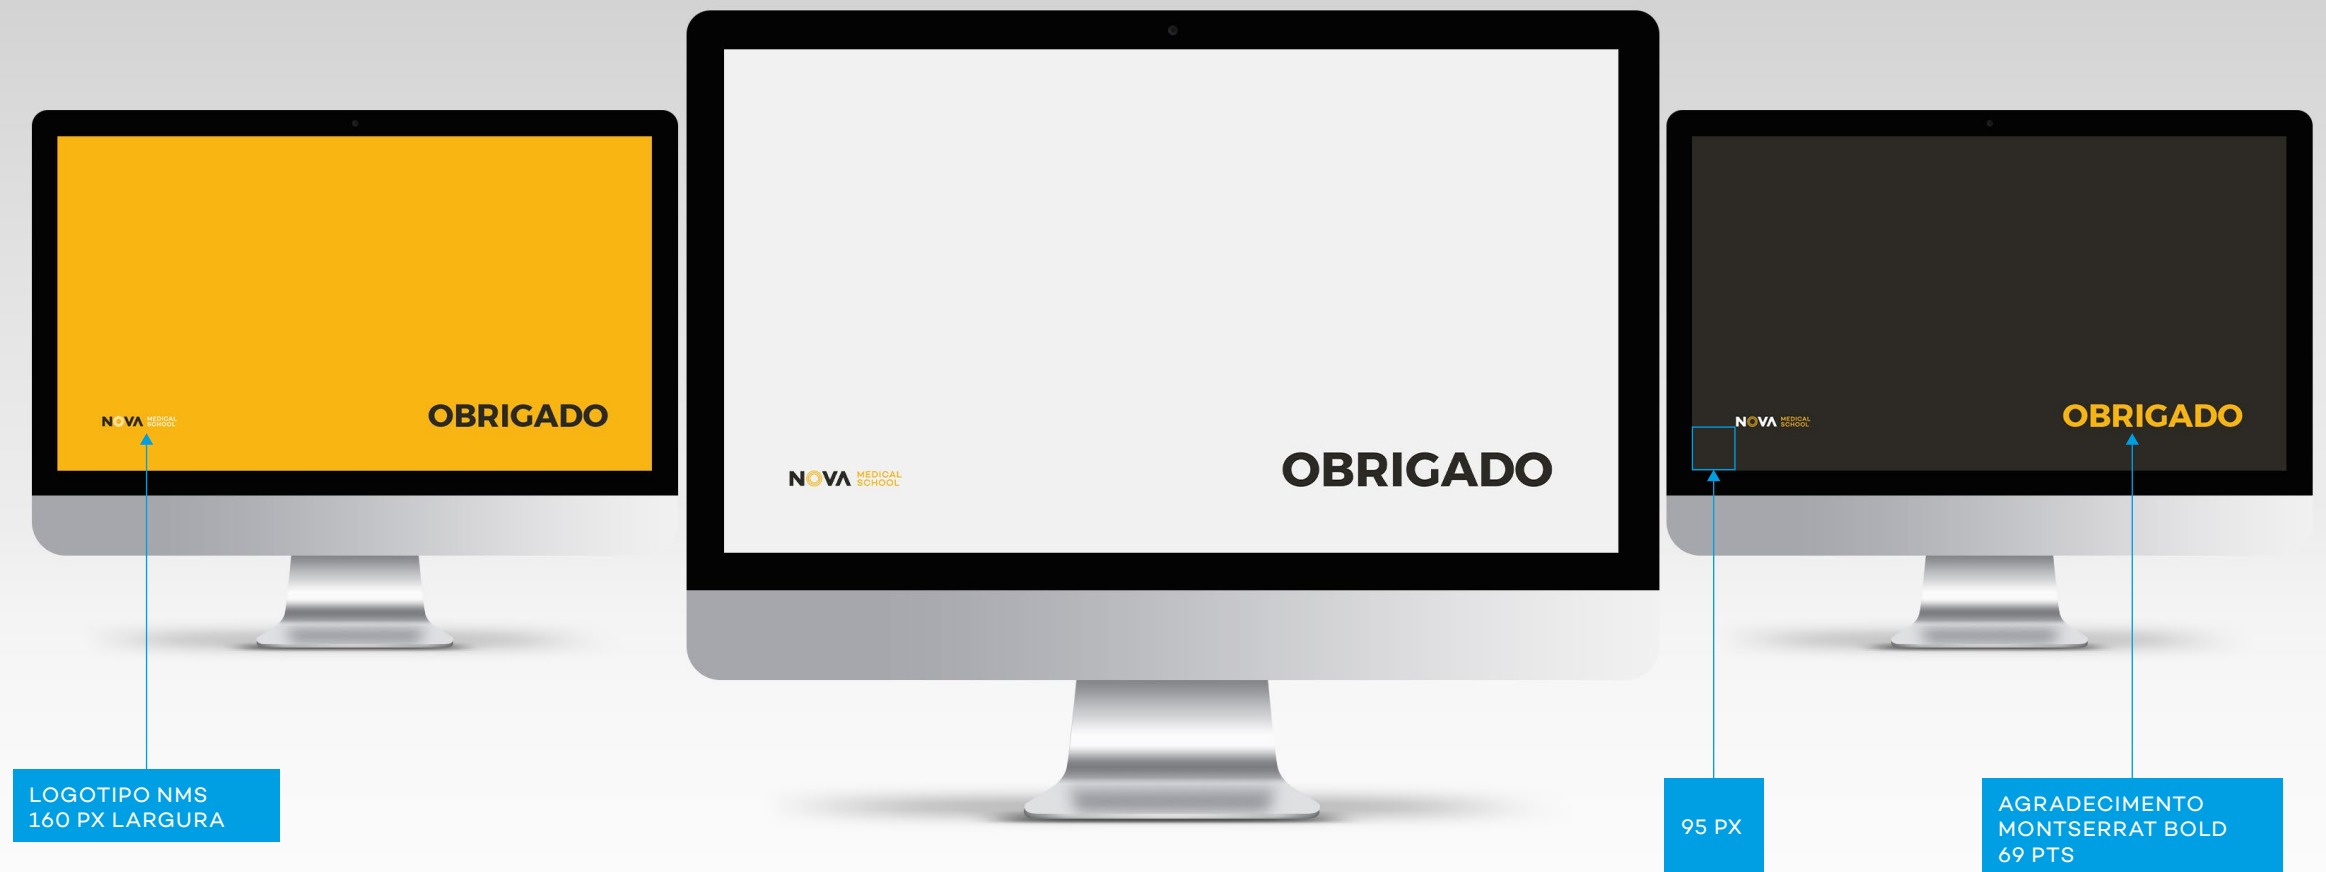 NOVA MEDICAL
SCHOOL
OBRIGADO
NOVA MEDICAL
SCHOOL
OBRIGADO
NOVA MEDICAL
SCHOOL
OBRIGADO
LOGOTIPO NMS
160 PX LARGURA
95 PX
AGRADECIMENTO
MONTSERRAT BOLD
69 PTS